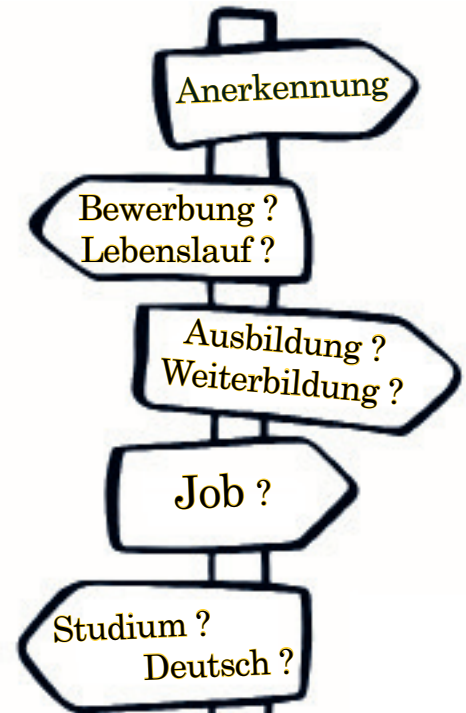 Anerkennung
Bewerbung ?
Lebenslauf ?
Ausbildung ?
Weiterbildung ?
Job ?
Studium ?
Deutsch ?